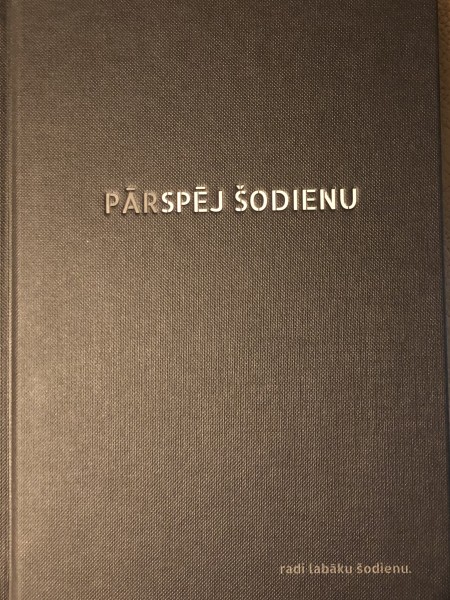 PĀRSPĒJ ŠODIENU
radi labāku šodienu.